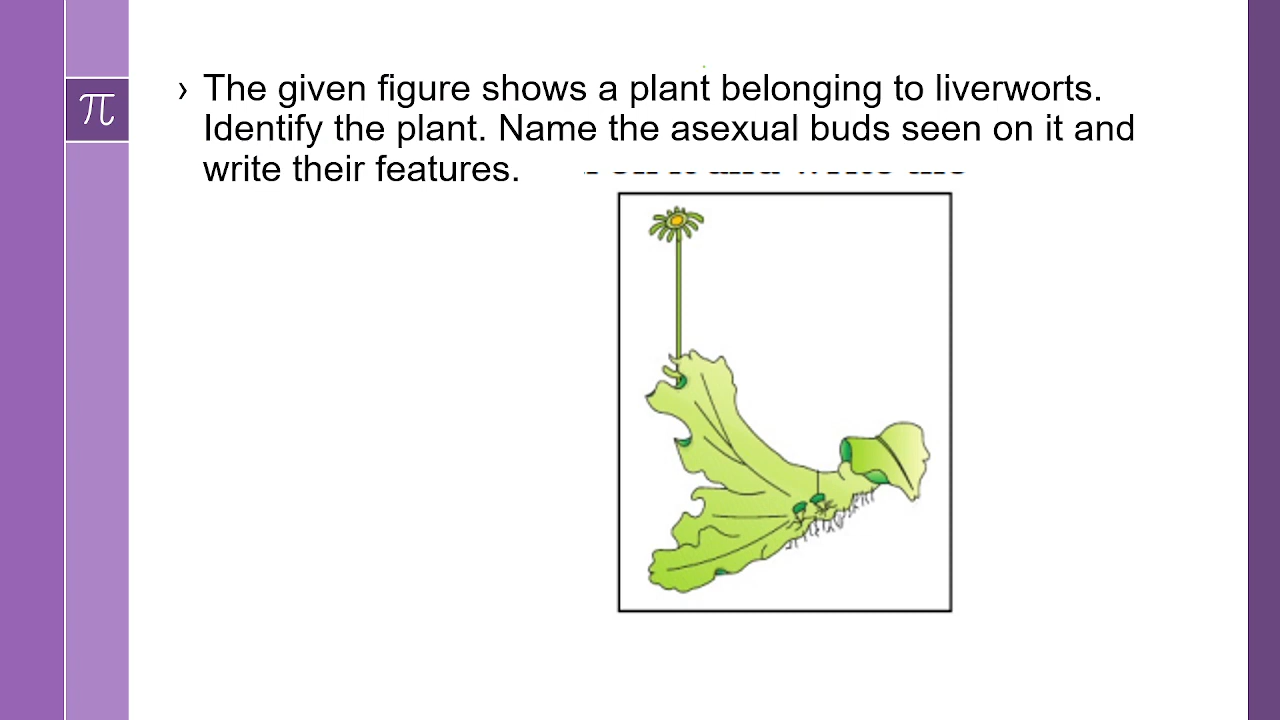 π
› The given figure shows a plant belonging to liverworts.
Identify the plant. Name the asexual buds seen on it and
write their features.